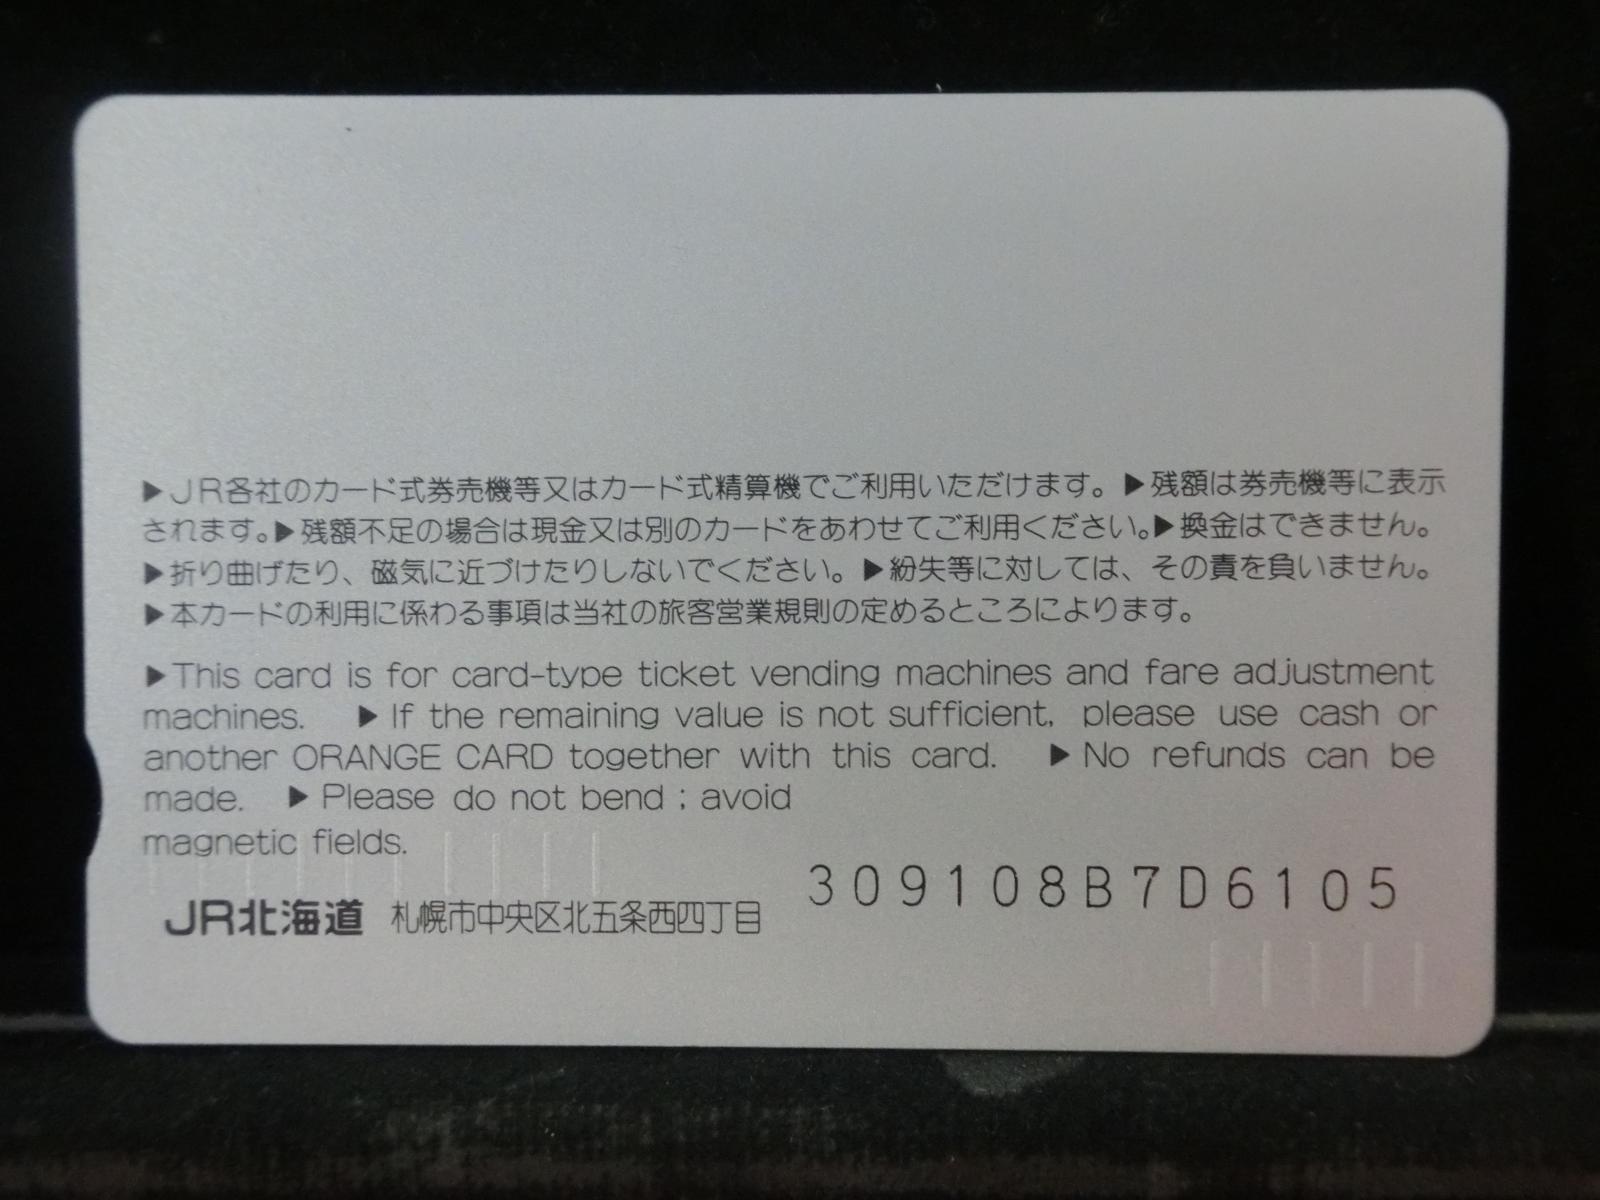 ▶JR各社のカード式券売機等又はカード式精算機でご利用いただけます。▶残額は券売機等に表示
されます。▶残額不足の場合は現金又は別のカードをあわせてご利用ください。▶換金はできません。
▶折り曲げたり、磁気に近づけたりしないでください。▶紛失等に対しては、その責を負いません。
▶本カードの利用に係わる事項は当社の旅客営業規則の定めるところによります。
▶This card is for card-type ticket vending machines and fare adjustment
machines. ▶If the remaining value is not sufficient, please use cash or
another ORANGE CARD together with this card. ▶No refunds can be
made. ▶Please do not bend ; avoid
magnetic fields.
309108B7D6105
JR北海道 札幌市中央区北五条西四丁目